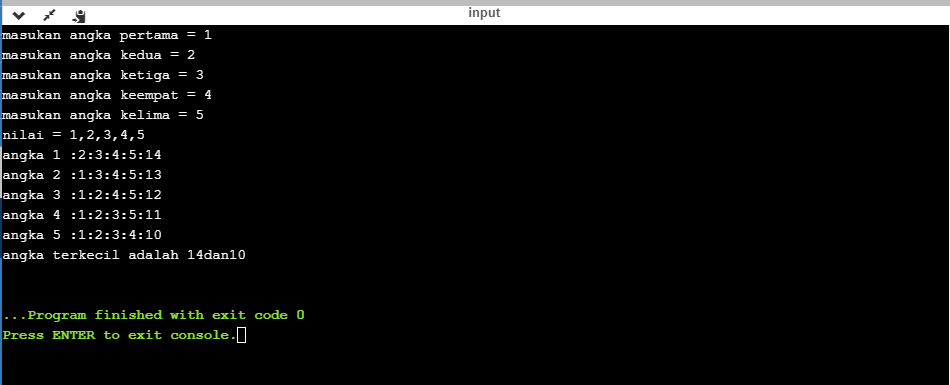 input
masukan angka pertama = 1
masukan angka kedua = 2
masukan angka ketiga = 3
masukan angka keempat = 4
masukan angka kelima = 5
nilai = 1,2,3,4,5
angka 1 :2:3:4:5:14
angka 2 :1:3:4:5:13
angka 3 :1:2:4:5:12
angka 4 :1:2:3:5:11
angka 5 :1:2:3:4:10
angka terkecil adalah 14dan10
...Program finished with exit code 0
Press ENTER to exit console.